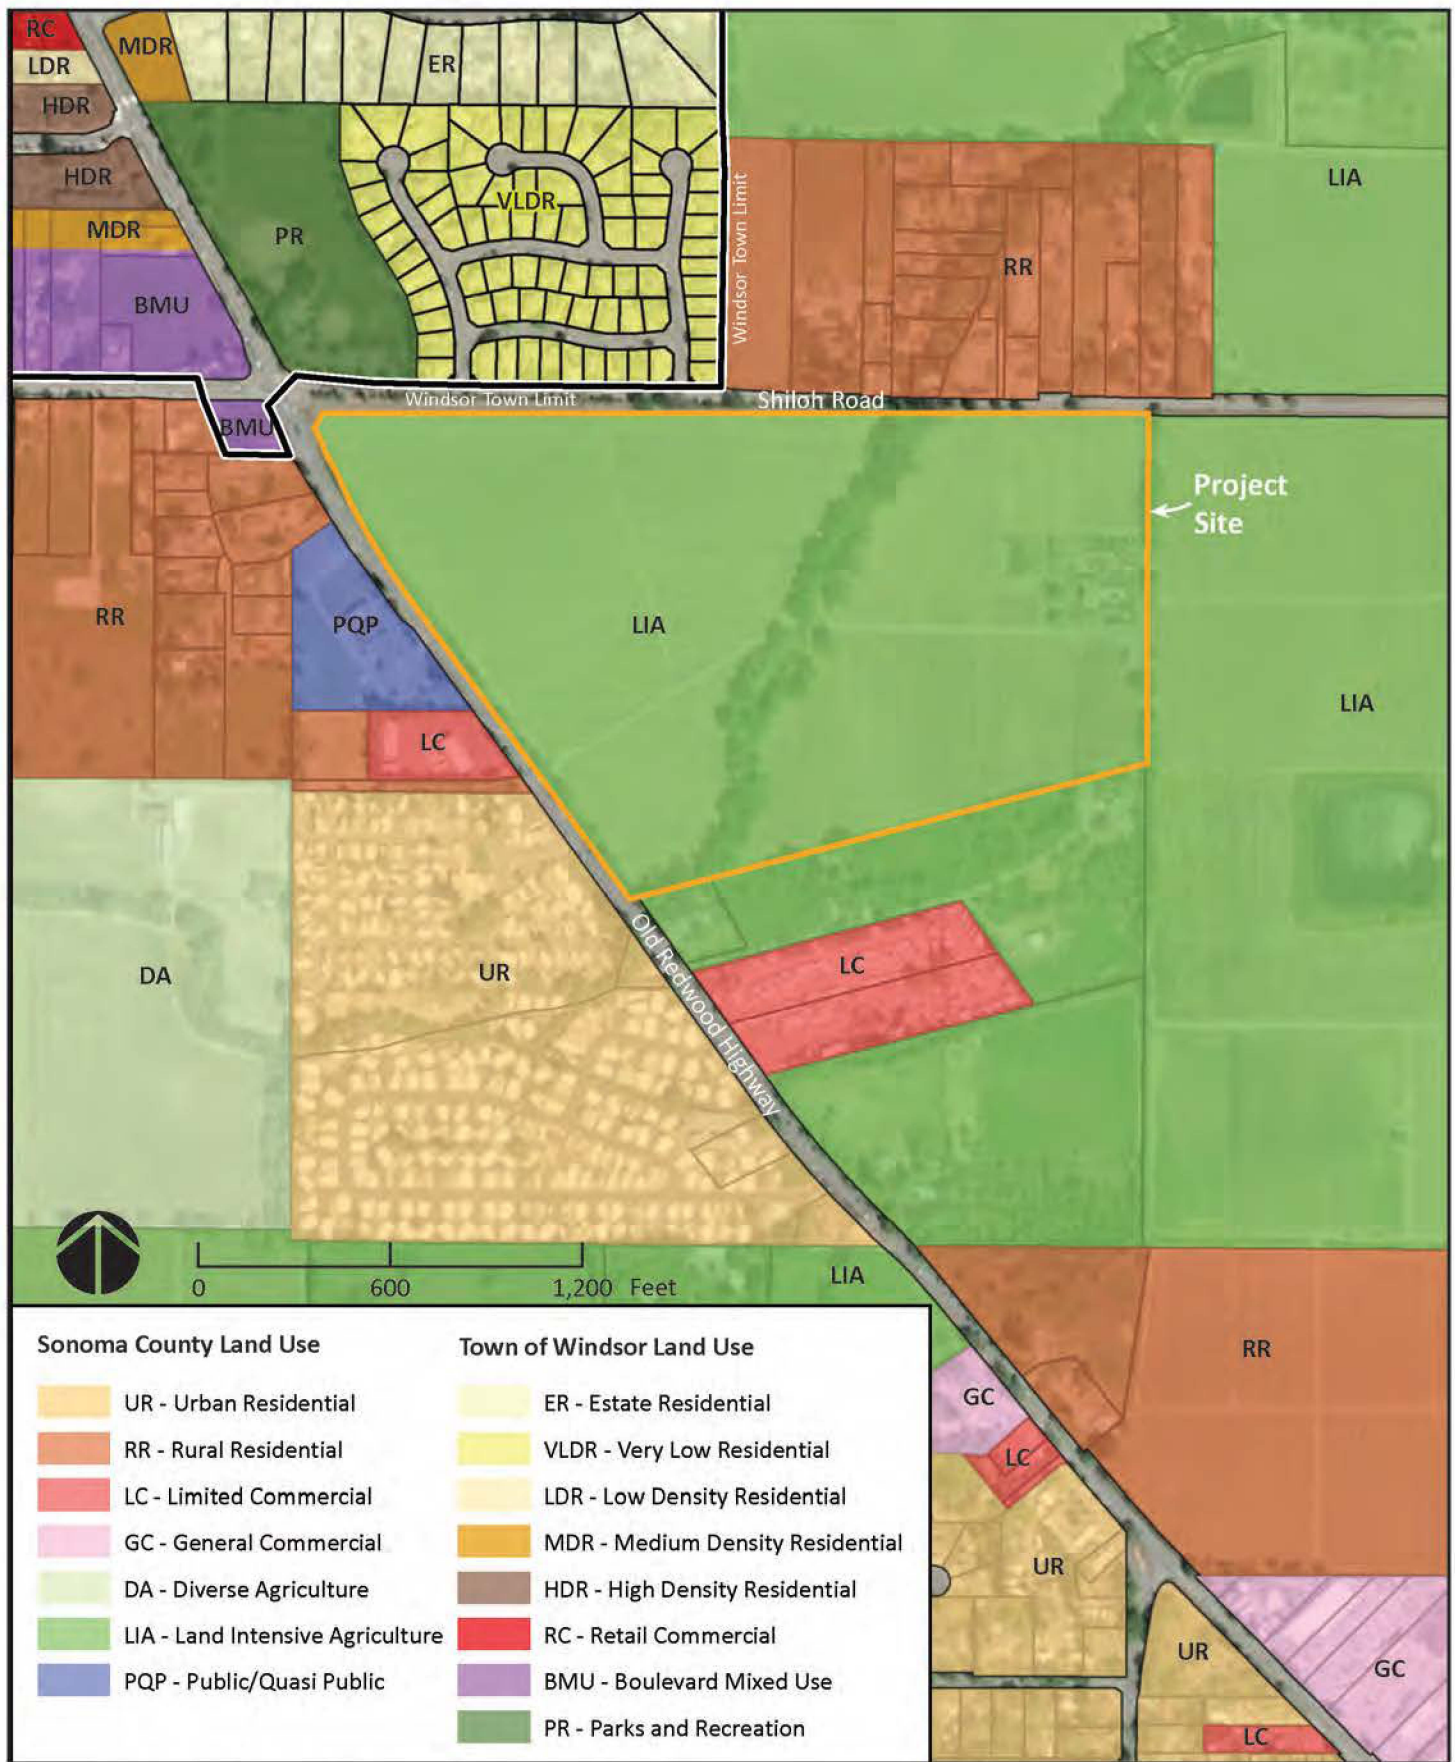 RC
MDR
ER
LDR
HDR
HDR
LIA
VLDR
MDR
PR
Windsor Town Limit
RR
BMU
Windsor Town Limit
Shiloh Road
BMU
Project
Site
RR
PQP
LIA
LIA
LC
DA
UR
LC
Old Redwood Highway
LIA
0
600
1,200 Feet
RR
GC
LC
UR
UR
GC
LC
Sonoma County Land Use
UR - Urban Residential
RR - Rural Residential
LC - Limited Commercial
GC - General Commercial
DA - Diverse Agriculture
LIA - Land Intensive Agriculture
PQP - Public/Quasi Public
Town of Windsor Land Use
ER - Estate Residential
VLDR - Very Low Residential
LDR - Low Density Residential
MDR - Medium Density Residential
HDR - High Density Residential
RC - Retail Commercial
BMU - Boulevard Mixed Use
PR - Parks and Recreation